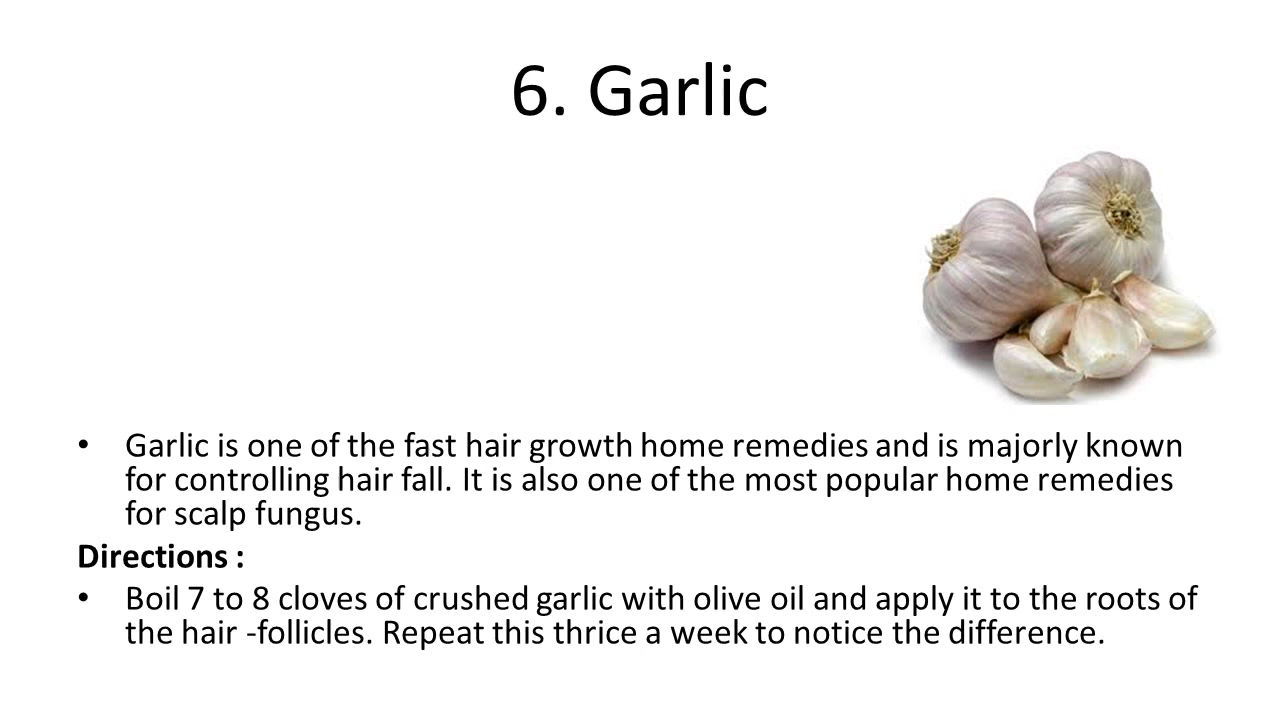 6. Garlic
• Garlic is one of the fast hair growth home remedies and is majorly known
for controlling hair fall. It is also one of the most popular home remedies
for scalp fungus.
Directions :
• Boil 7 to 8 cloves of crushed garlic with olive oil and apply it to the roots of
the hair -follicles. Repeat this thrice a week to notice the difference.